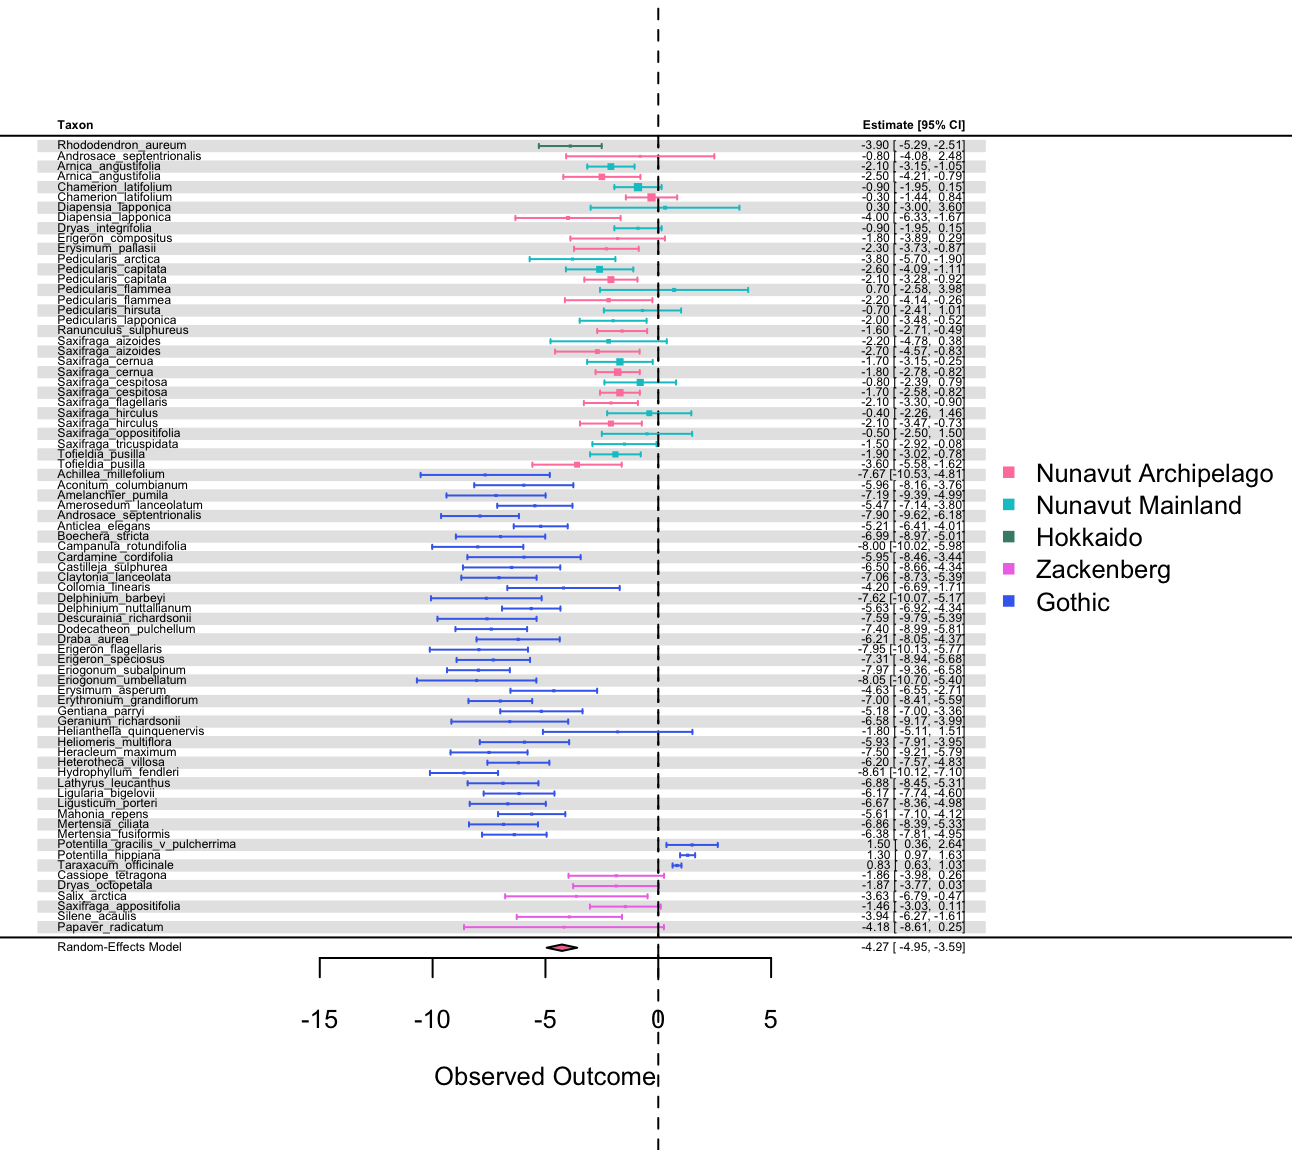 Taxon Estimate [95% CI]
Rhododendron_aureum -3.90 [ -5.29, -2.51]
Androsace_septentrionalis -0.80 [ -4.08, 2.48]
Arnica_angustifolia -2.10 [ -3.15, -1.05]
Arnica_angustifolia -2.50 [ -4.21, -0.79]
Chamerion_latifolium -0.90 [ -1.95, 0.15]
Chamerion_latifolium -0.30 [ -1.44, 0.84]
Diapensia_lapponica 0.30 [ -3.00, 3.60]
Diapensia_lapponica -4.00 [ -6.33, -1.67]
Dryas_integrifolia -0.90 [ -1.95, 0.15]
Erigeron_compositus -1.80 [ -3.89, 0.29]
Erysimum_pallasii -2.30 [ -3.73, -0.87]
Pedicularis_arctica -3.80 [ -5.70, -1.90]
Pedicularis_capitata -2.60 [ -4.09, -1.11]
Pedicularis_capitata -2.10 [ -3.28, -0.92]
Pedicularis_flammea 0.70 [ -2.58, 3.98]
Pedicularis_flammea -2.20 [ -4.14, -0.26]
Pedicularis_hirsuta -0.70 [ -2.41, 1.01]
Pedicularis_lapponica -2.00 [ -3.48, -0.52]
Ranunculus_sulphureus -1.60 [ -2.71, -0.49]
Saxifraga_aizoides -2.20 [ -4.78, 0.38]
Saxifraga_aizoides -2.70 [ -4.57, -0.83]
Saxifraga_cernua -1.70 [ -3.15, -0.25]
Saxifraga_cernua -1.80 [ -2.78, -0.82]
Saxifraga_cespitosa -0.80 [ -2.39, 0.79]
Saxifraga_cespitosa -1.70 [ -2.58, -0.82]
Saxifraga_flagellaris -2.10 [ -3.30, -0.90]
Saxifraga_hirculus -0.40 [ -2.26, 1.46]
Saxifraga_hirculus -2.10 [ -3.47, -0.73]
Saxifraga_oppositifolia -0.50 [ -2.50, 1.50]
Saxifraga_tricuspidata -1.50 [ -2.92, -0.08]
Tofieldia_pusilla -1.90 [ -3.02, -0.78]
Tofieldia_pusilla -3.60 [ -5.58, -1.62]
Achillea_millefolium -7.67 [-10.53, -4.81]
Aconitum_columbianum -5.96 [ -8.16, -3.76]
Amelanchier_pumila -7.19 [ -9.39, -4.99]
Amerosedum_lanceolatum -5.47 [ -7.14, -3.80]
Androsace_septentrionalis -7.90 [ -9.62, -6.18]
Anticlea_elegans -5.21 [ -6.41, -4.01]
Boechera_stricta -6.99 [ -8.97, -5.01]
Campanula_rotundifolia -8.00 [-10.02, -5.98]
Cardamine_cordifolia -5.95 [ -8.46, -3.44]
Castilleja_sulphurea -6.50 [ -8.66, -4.34]
Claytonia_lanceolata -7.06 [ -8.73, -5.39]
Collomia_linearis -4.20 [ -6.69, -1.71]
Delphinium_barbeyi -7.62 [-10.07, -5.17]
Delphinium_nuttallianum -5.63 [ -6.92, -4.34]
Descurainia_richardsonii -7.59 [ -9.79, -5.39]
Dodecatheon_pulchellum -7.40 [ -8.99, -5.81]
Draba_aurea -6.21 [ -8.05, -4.37]
Erigeron_flagellaris -7.95 [-10.13, -5.77]
Erigeron_speciosus -7.31 [ -8.94, -5.68]
Eriogonum_subalpinum -7.97 [ -9.36, -6.58]
Eriogonum_umbellatum -8.05 [-10.70, -5.40]
Erysimum_asperum -4.63 [ -6.55, -2.71]
Erythronium_grandiflorum -7.00 [ -8.41, -5.59]
Gentiana_parryi -5.18 [ -7.00, -3.36]
Geranium_richardsonii -6.58 [ -9.17, -3.99]
Helianthella_quinquenervis -1.80 [ -5.11, 1.51]
Heliomeris_multiflora -5.93 [ -7.91, -3.95]
Heracleum_maximum -7.50 [ -9.21, -5.79]
Heterotheca_villosa -6.20 [ -7.57, -4.83]
Hydrophyllum_fendleri -8.61 [-10.12, -7.10]
Lathyrus_leucanthus -6.88 [ -8.45, -5.31]
Ligularia_bigelovii -6.17 [ -7.74, -4.60]
Ligusticum_porteri -6.67 [ -8.36, -4.98]
Mahonia_repens -5.61 [ -7.10, -4.12]
Mertensia_ciliata -6.86 [ -8.39, -5.33]
Mertensia_fusiformis -6.38 [ -7.81, -4.95]
Potentilla_gracilis_v_pulcherrima 1.50 [ 0.36, 2.64]
Potentilla_hippiana 1.30 [ 0.97, 1.63]
Taraxacum_officinale 0.83 [ 0.63, 1.03]
Cassiope_tetragona -1.86 [ -3.98, 0.26]
Dryas_octopetala -1.87 [ -3.77, 0.03]
Salix_arctica -3.63 [ -6.79, -0.47]
Saxifraga_appositifolia -1.46 [ -3.03, 0.11]
Silene_acaulis -3.94 [ -6.27, -1.61]
Papaver_radicatum -4.18 [ -8.61, 0.25]
Random-Effects Model -4.27 [ -4.95, -3.59]
-15 -10 -5 0 5
Observed Outcome
Nunavut Archipelago
Nunavut Mainland
Hokkaido
Zackenberg
Gothic